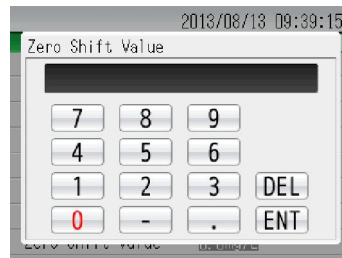 2013/08/13 09:39:15
Zero Shift Value
7 8 9
4 5 6
1 2 3 DEL
0 - . ENT
Zero Shift Value